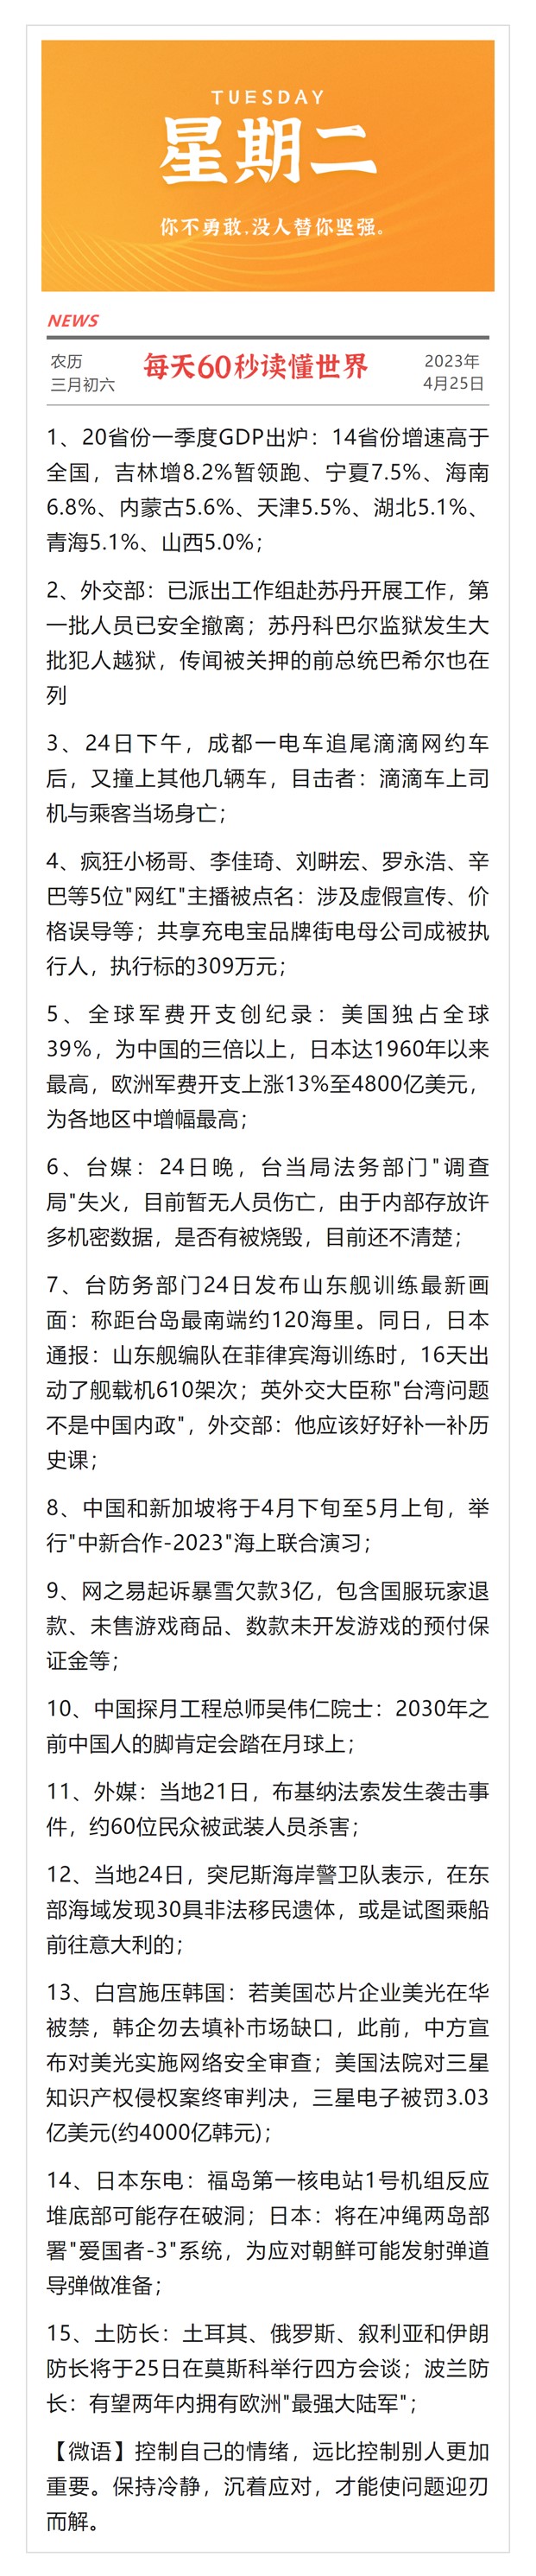 TUESDAY
星期二
你不勇敢,没人替你坚强。
NEWS
农历
三月初六
每天60秒读懂世界
2023年
4月25日
1、20省份一季度GDP出炉：14省份增速高于
全国，吉林增8.2%暂领跑、宁夏7.5%、海南
6.8%、内蒙古5.6%、天津5.5%、湖北5.1%、
青海5.1%、山西5.0%；
2、外交部：已派出工作组赴苏丹开展工作，第
一批人员已安全撤离；苏丹科巴尔监狱发生大
批犯人越狱，传闻被关押的前总统巴希尔也在
列
3、24日下午，成都一电车追尾滴滴网约车
后，又撞上其他几辆车，目击者：滴滴车上司
机与乘客当场身亡；
4、疯狂小杨哥、李佳琦、刘畊宏、罗永浩、辛
巴等5位"网红"主播被点名：涉及虚假宣传、价
格误导等；共享充电宝品牌街电母公司成被执
行人，执行标的309万元；
5、全球军费开支创纪录：美国独占全球
39%，为中国的三倍以上，日本达1960年以来
最高，欧洲军费开支上涨13%至4800亿美元，
为各地区中增幅最高；
6、台媒：24日晚，台当局法务部门"调查
局"失火，目前暂无人员伤亡，由于内部存放许
多机密数据，是否有被烧毁，目前还不清楚；
7、台防务部门24日发布山东舰训练最新画
面：称距台岛最南端约120海里。同日，日本
通报：山东舰编队在菲律宾海训练时，16天出
动了舰载机610架次；英外交大臣称"台湾问题
不是中国内政"，外交部：他应该好好补一补历
史课；
8、中国和新加坡将于4月下旬至5月上旬，举
行"中新合作-2023"海上联合演习；
9、网之易起诉暴雪欠款3亿，包含国服玩家退
款、未售游戏商品、数款未开发游戏的预付保
证金等；
10、中国探月工程总师吴伟仁院士：2030年之
前中国人的脚肯定会踏在月球上；
11、外媒：当地21日，布基纳法索发生袭击事
件，约60位民众被武装人员杀害；
12、当地24日，突尼斯海岸警卫队表示，在东
部海域发现30具非法移民遗体，或是试图乘船
前往意大利的；
13、白宫施压韩国：若美国芯片企业美光在华
被禁，韩企勿去填补市场缺口，此前，中方宣
布对美光实施网络安全审查；美国法院对三星
知识产权侵权案终审判决，三星电子被罚3.03
亿美元(约4000亿韩元)；
14、日本东电：福岛第一核电站1号机组反应
堆底部可能存在破洞；日本：将在冲绳两岛部
署"爱国者-3"系统，为应对朝鲜可能发射弹道
导弹做准备；
15、土防长：土耳其、俄罗斯、叙利亚和伊朗
防长将于25日在莫斯科举行四方会谈；波兰防
长：有望两年内拥有欧洲"最强大陆军"；
【微语】控制自己的情绪，远比控制别人更加
重要。保持冷静，沉着应对，才能使问题迎刃
而解。